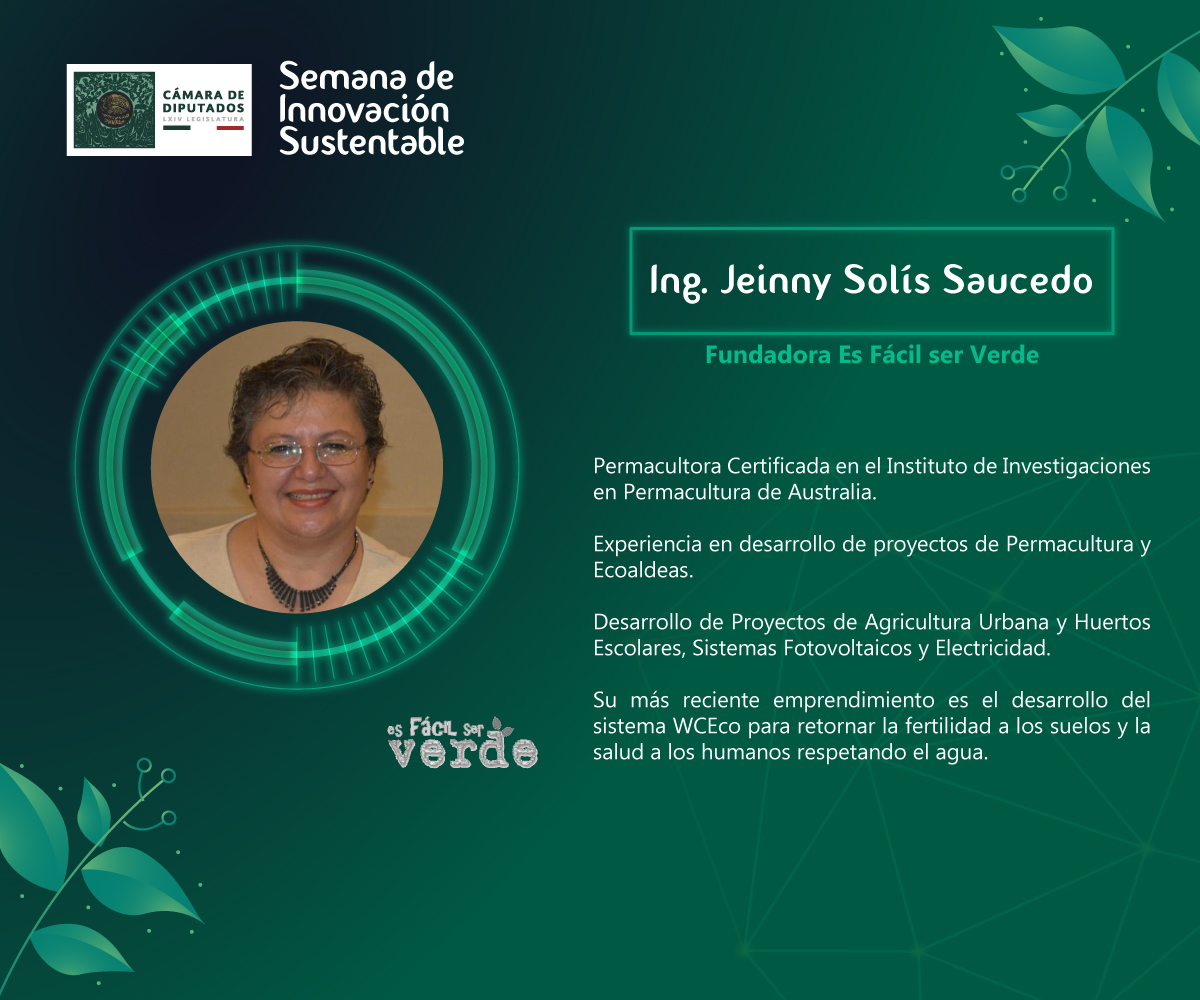 CÁMARA DE
DIPUTADOS
LXIV LEGISLATURA
Semana de
Innovación
Sustentable
Ing. Jeinny Solís Saucedo
Fundadora Es Fácil ser Verde
Permacultora Certificada en el Instituto de Investigaciones
en Permacultura de Australia.
Experiencia en desarrollo de proyectos de Permacultura y
Ecoaldeas.
Desarrollo de Proyectos de Agricultura Urbana y Huertos
Escolares, Sistemas Fotovoltaicos y Electricidad.
Su más reciente emprendimiento es el desarrollo del
sistema WCEco para retornar la fertilidad a los suelos y la
salud a los humanos respetando el agua.
es FáciL ser
verde